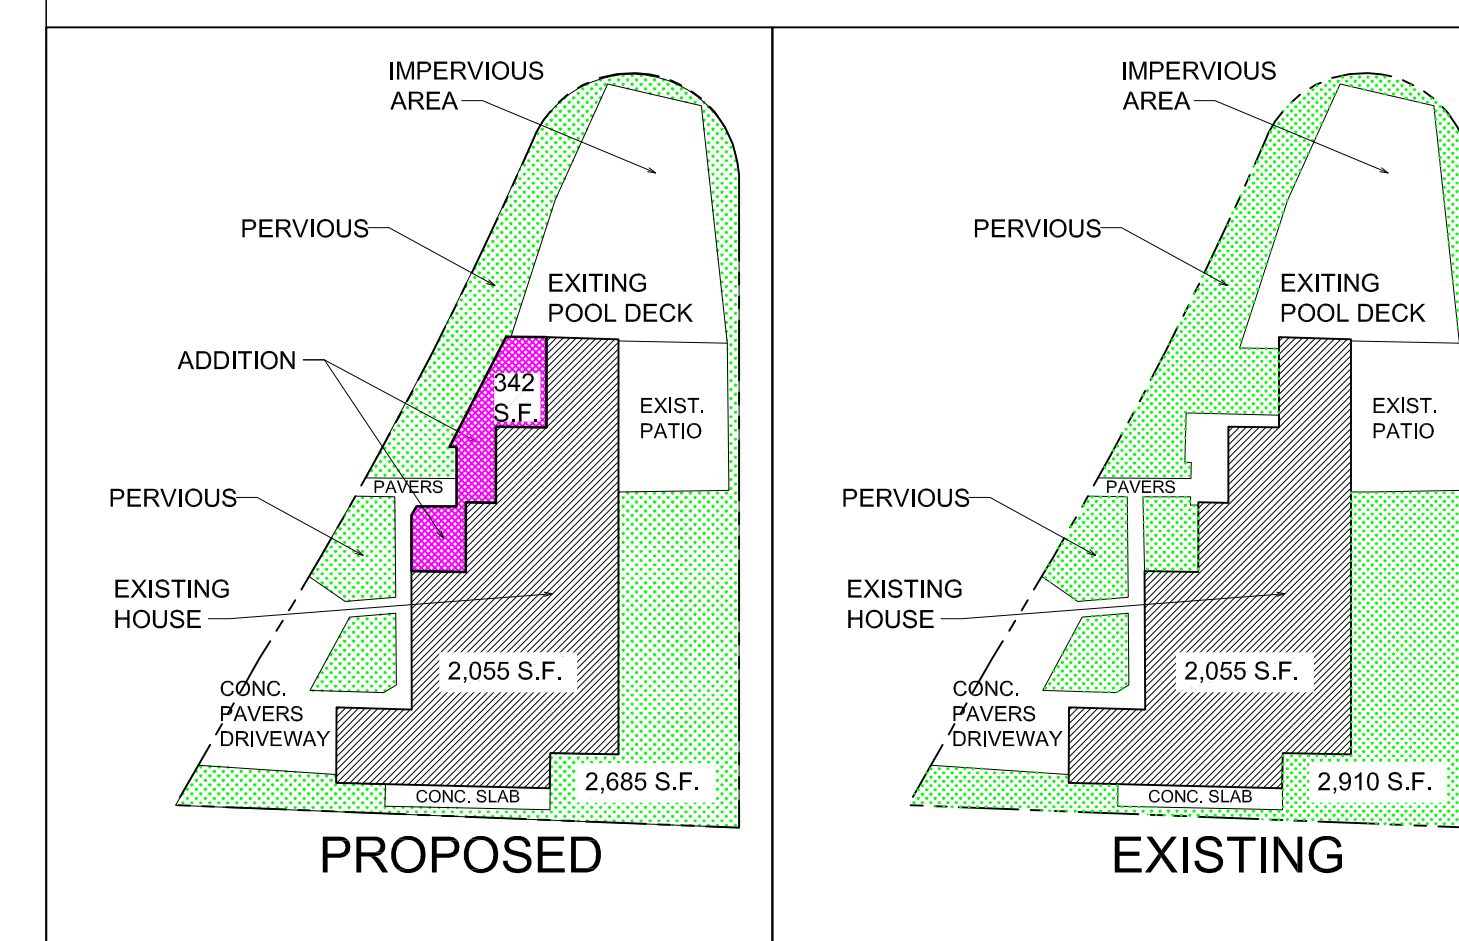 IMPERVIOUS
AREA
PERVIOUS
EXITING
POOL DECK
ADDITION
342
S.F.
EXIST.
PATIO
PAVERS
PERVIOUS
EXISTING
HOUSE
2,055 S.F.
CONC.
PAVERS
DRIVEWAY
2,685 S.F.
CONC. SLAB
PROPOSED
IMPERVIOUS
AREA
PERVIOUS
EXITING
POOL DECK
EXIST.
PATIO
PAVERS
PERVIOUS
EXISTING
HOUSE
2,055 S.F.
CONC.
PAVERS
DRIVEWAY
2,910 S.F.
CONC. SLAB
EXISTING